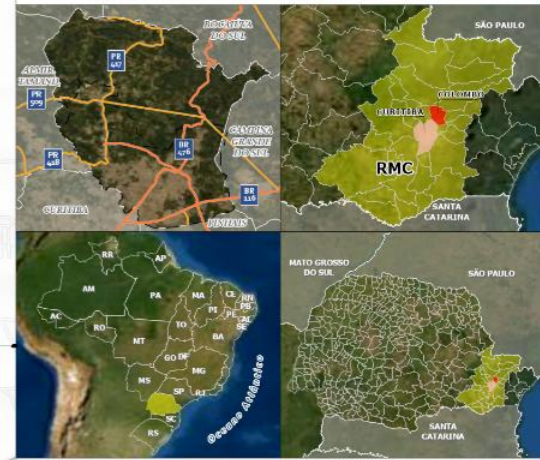 BOCAIÚVA
DO SUL
ALMIR.
TAMAND.
PR
417
PR
509
PR
418
BR
476
BR
116
CAMPINA
GRANDE
DO SUL
CURITIBA
PINHAIS
SÃO PAULO
COLOMBO
CURITIBA
RMC
SANTA
CATARINA
RR
AP
AM
PA
MA
CE
RN
PB
PI
PE
AL
SE
AC
RO
TO
BA
MT
GO
DF
MG
MS
SP
RJ
SC
RS
Oceano Atlântico
MATO GROSSO
DO SUL
SÃO PAULO
SANTA
CATARINA